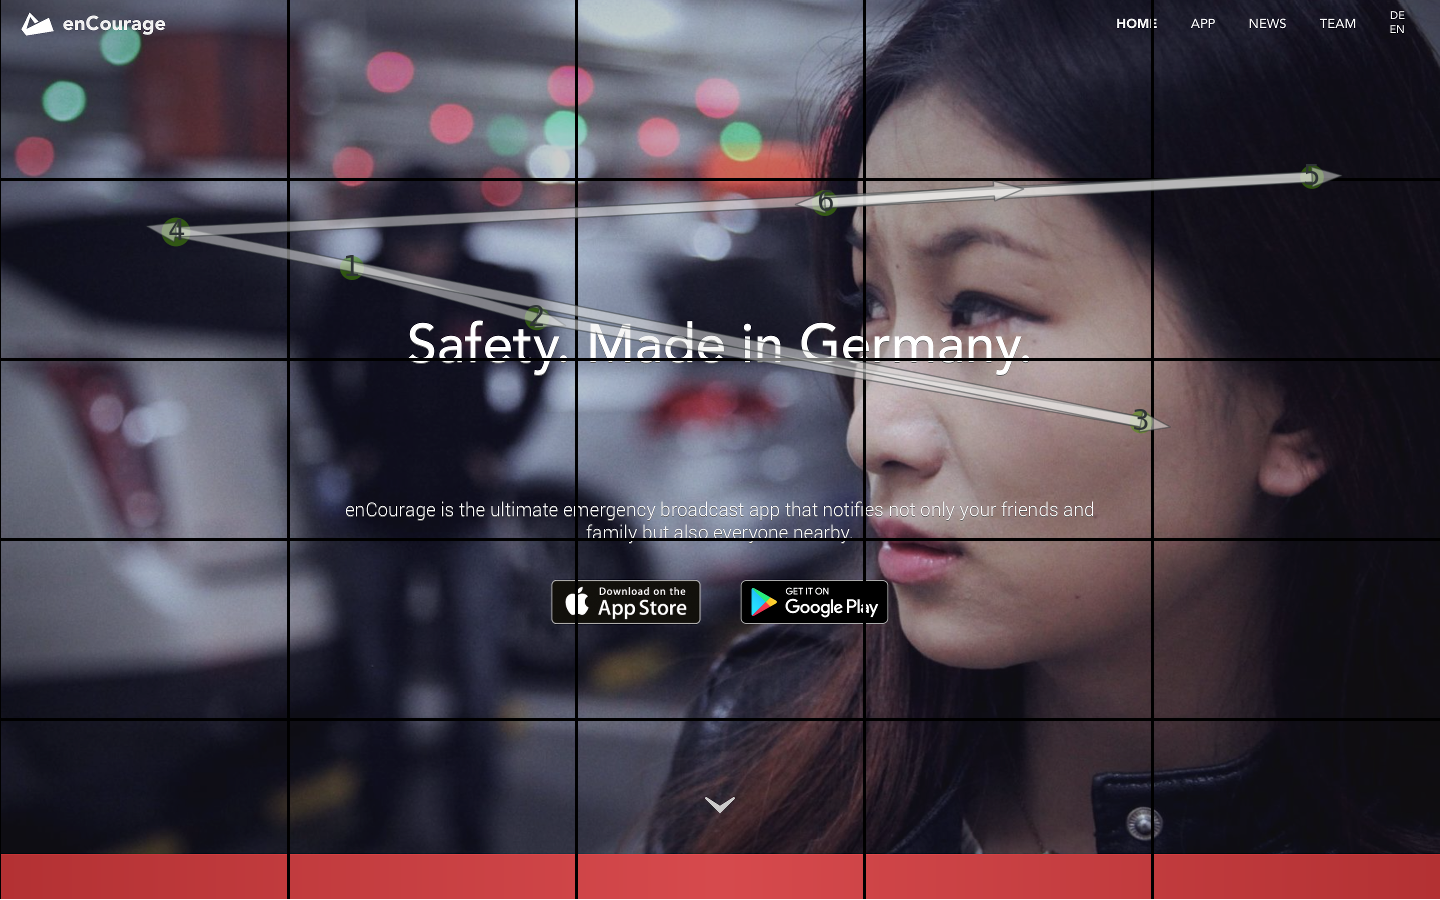 enCourage
HOME APP NEWS TEAM DE
EN
5
6
4
1
2
Safety. Made in Germany.
3
enCourage is the ultimate emergency broadcast app that notifies not only your friends and
family but also everyone nearby.
Download on the
App Store
GET IT ON
Google Play